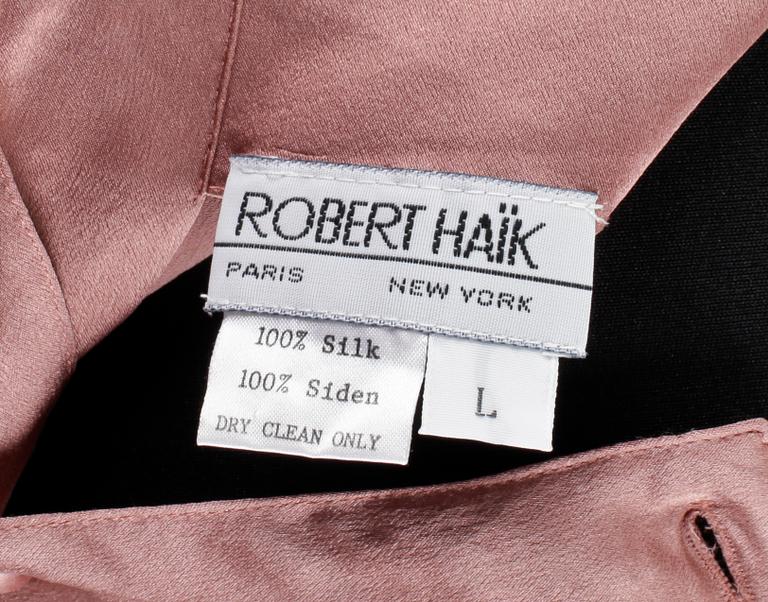 ROBERT HAÏK
PARIS NEW YORK
100% Silk
100% Siden
DRY CLEAN ONLY
L